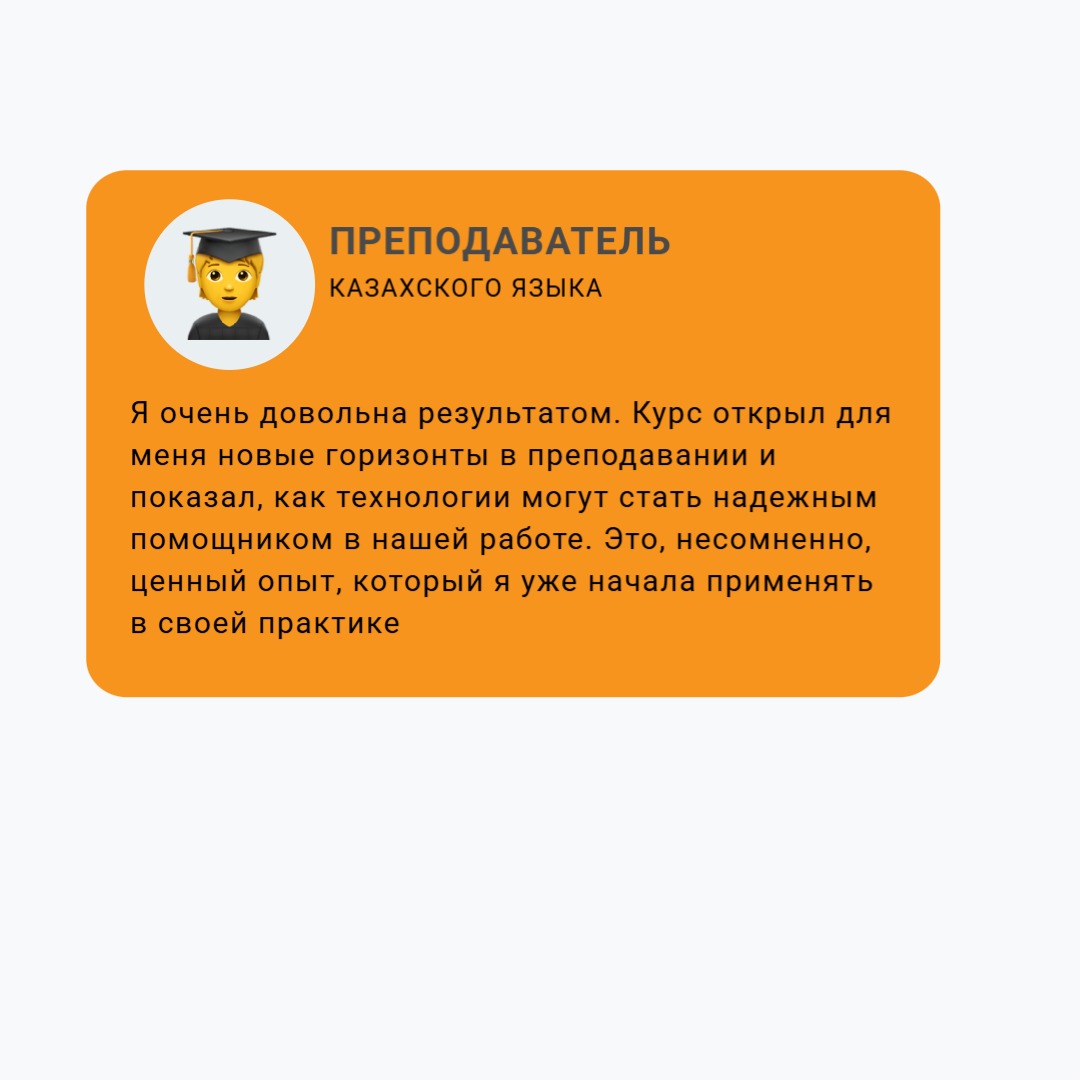 ПРЕПОДАВАТЕЛЬ
КАЗАХСКОГО ЯЗЫКА
Я очень довольна результатом. Курс открыл для
меня новые горизонты в преподавании и
показал, как технологии могут стать надежным
помощником в нашей работе. Это, несомненно,
ценный опыт, который я уже начала применять
в своей практике